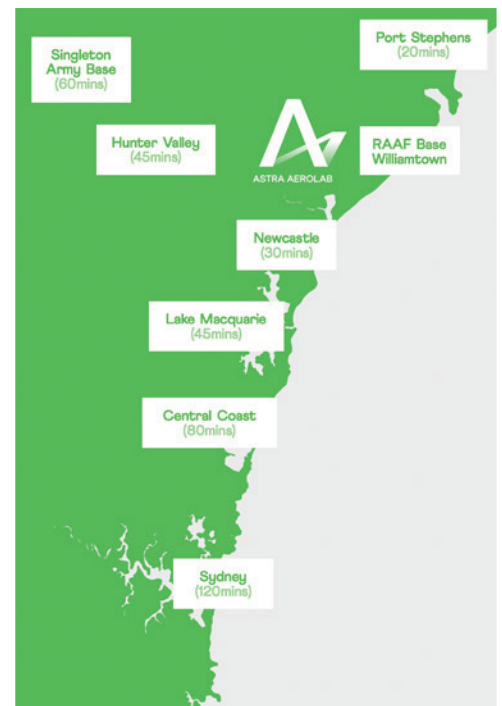 Port Stephens
(20mins)
Singleton
Army Base
(60mins)
Hunter Valley
(45mins)
ASTRA AEROLAB
RAAF Base
Williamtown
Newcastle
(30mins)
Lake Macquarie
(45mins)
Central Coast
(80mins)
Sydney
(120mins)